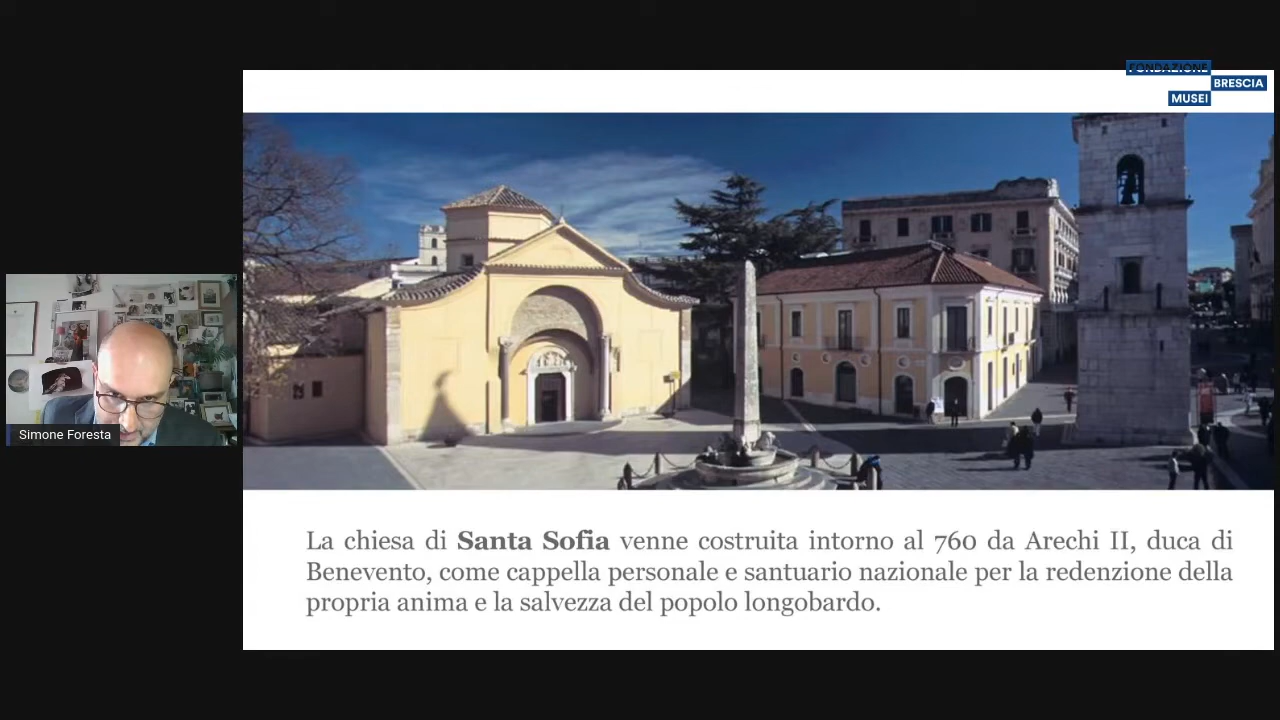 FONDAZIONE
BRESCIA
MUSEI
Simone Foresta
La chiesa di Santa Sofia venne costruita intorno al 760 da Arechi II, duca di
Benevento, come cappella personale e santuario nazionale per la redenzione della
propria anima e la salvezza del popolo longobardo.